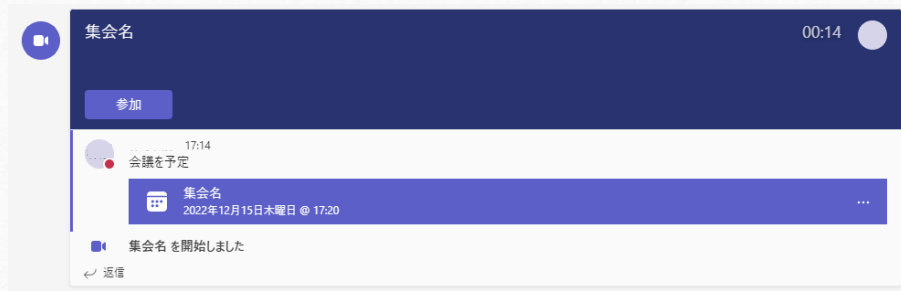 集会名
00:14
参加
17:14
会議を予定
集会名
2022年12月15日木曜日 @ 17:20
...
集会名 を開始しました
返信